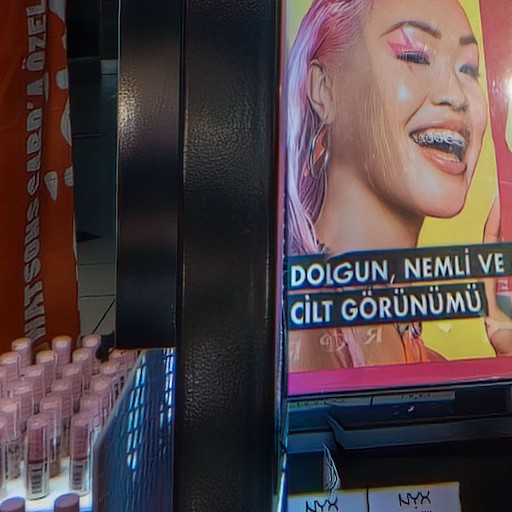 WATSONS CARD'A ÖZEL
DOLGUN, NEMLİ VE
CİLT GÖRÜNÜMÜ
NYX
NYX